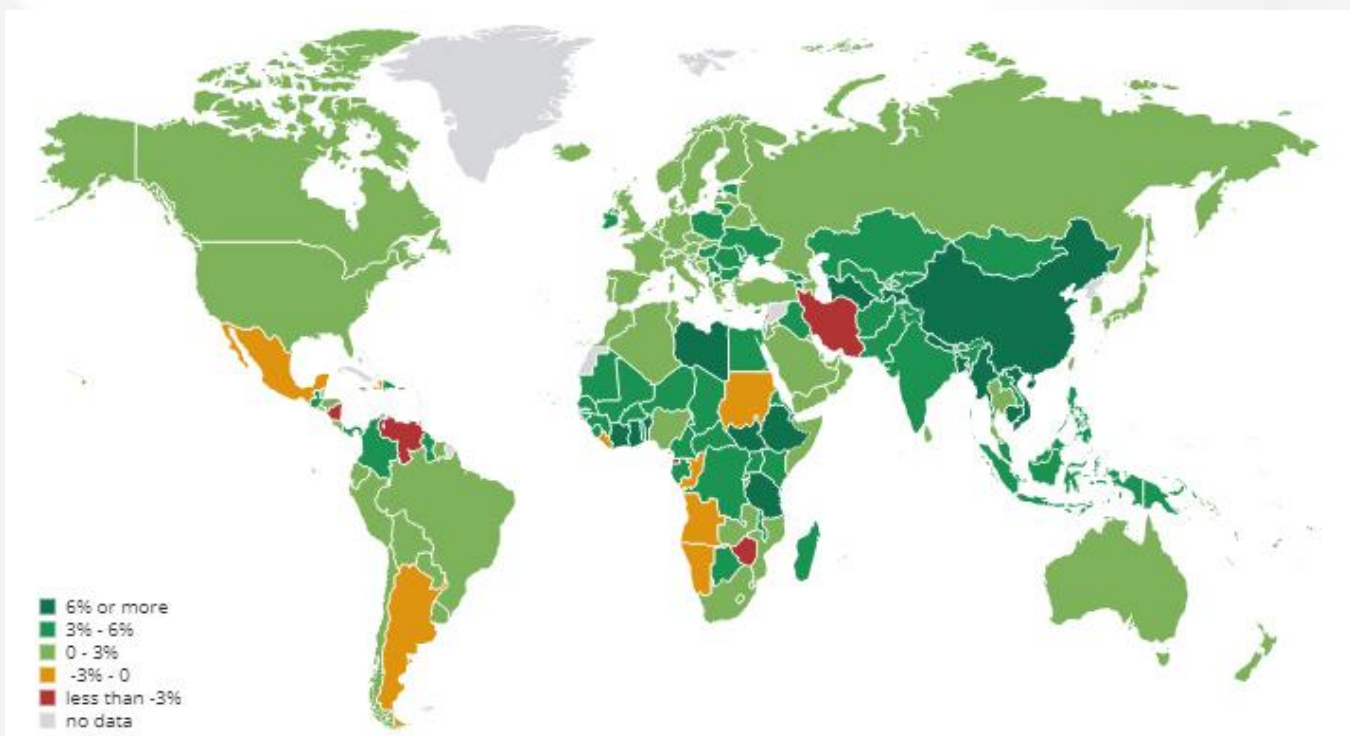 6% or more
3% - 6%
0 - 3%
-3% - 0
less than -3%
no data